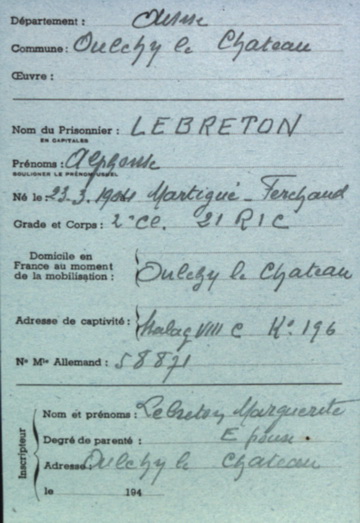 Département : Aisne
Commune : Oulchy le Chateau
Œuvre :
Nom du Prisonnier : LEBRETON
EN CAPITALES
Prénoms : Alphonse
SOULIGNER LE PRÉNOM USUEL
Né le 23.3.1904 Martigné - Ferchaud
Grade et Corps : 2e Cl. 21 R I C
Domicile en
France au moment
de la mobilisation : Oulchy le Chateau
Adresse de captivité : Stalag VIII C Ko 196
No Mle Allemand : 58871
Inscripteur
Nom et prénoms : Lebreton Marguerite
Degré de parenté : Epouse.
Adresse : Oulchy le Chateau
le 194